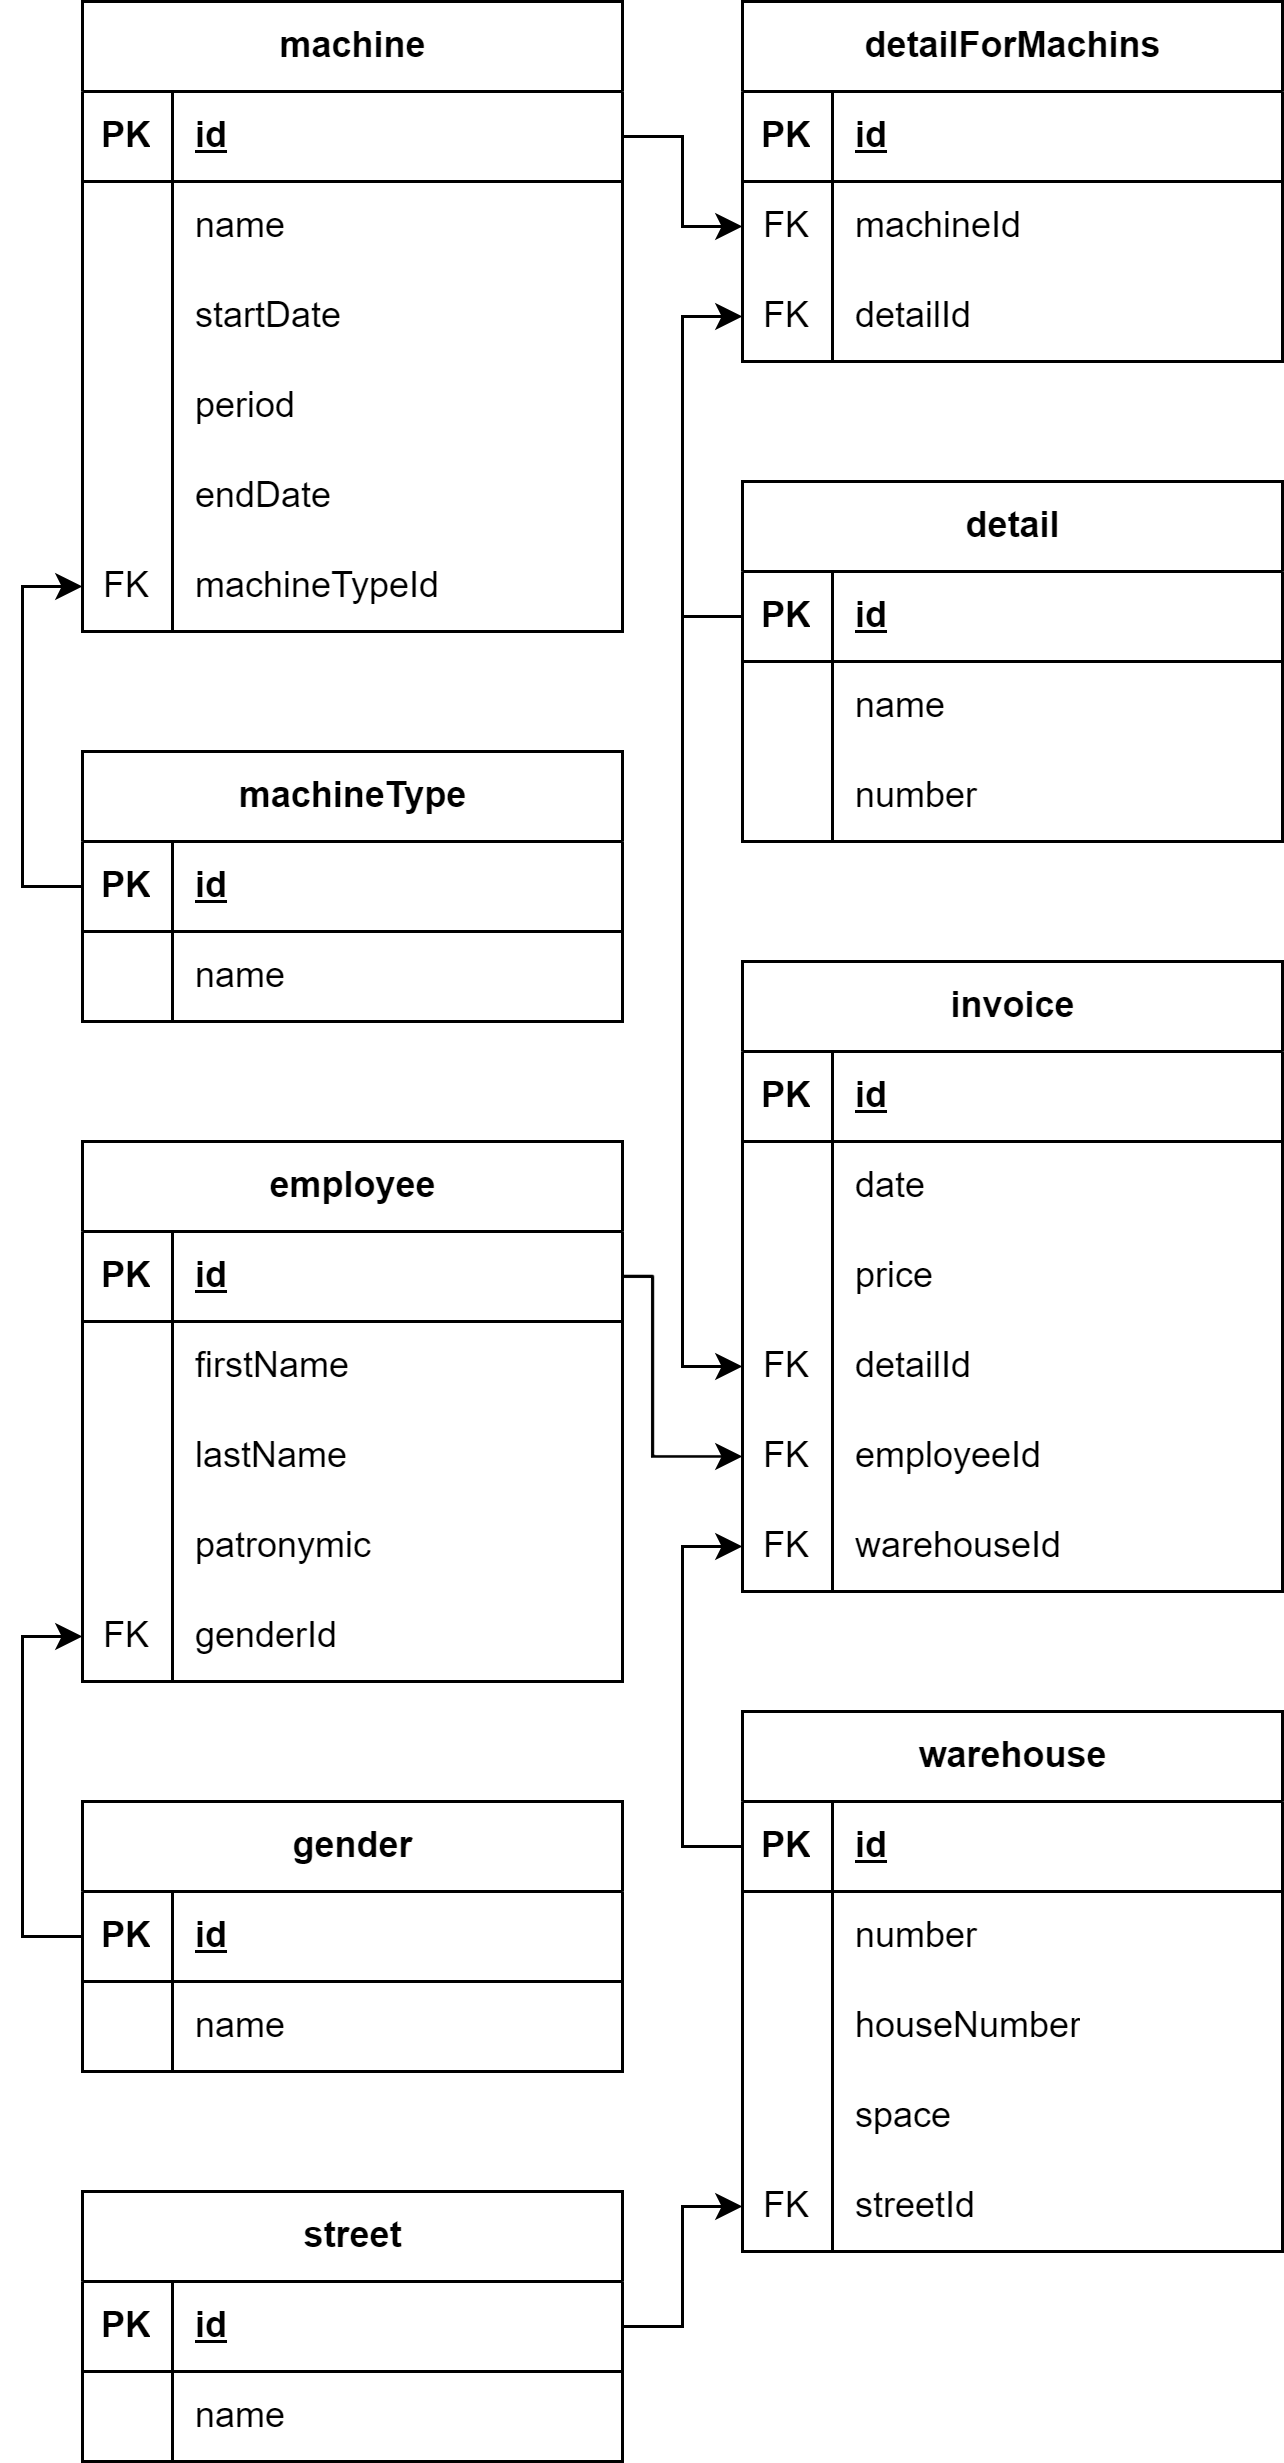 machine
PK id
name
startDate
period
endDate
FK machineTypeId
machineType
PK id
name
employee
PK id
firstName
lastName
patronymic
FK genderId
gender
PK id
name
street
PK id
name
detailForMachins
PK id
FK machineId
FK detailId
detail
PK id
name
number
invoice
PK id
date
price
FK detailId
FK employeeId
FK warehouseId
warehouse
PK id
number
houseNumber
space
FK streetId